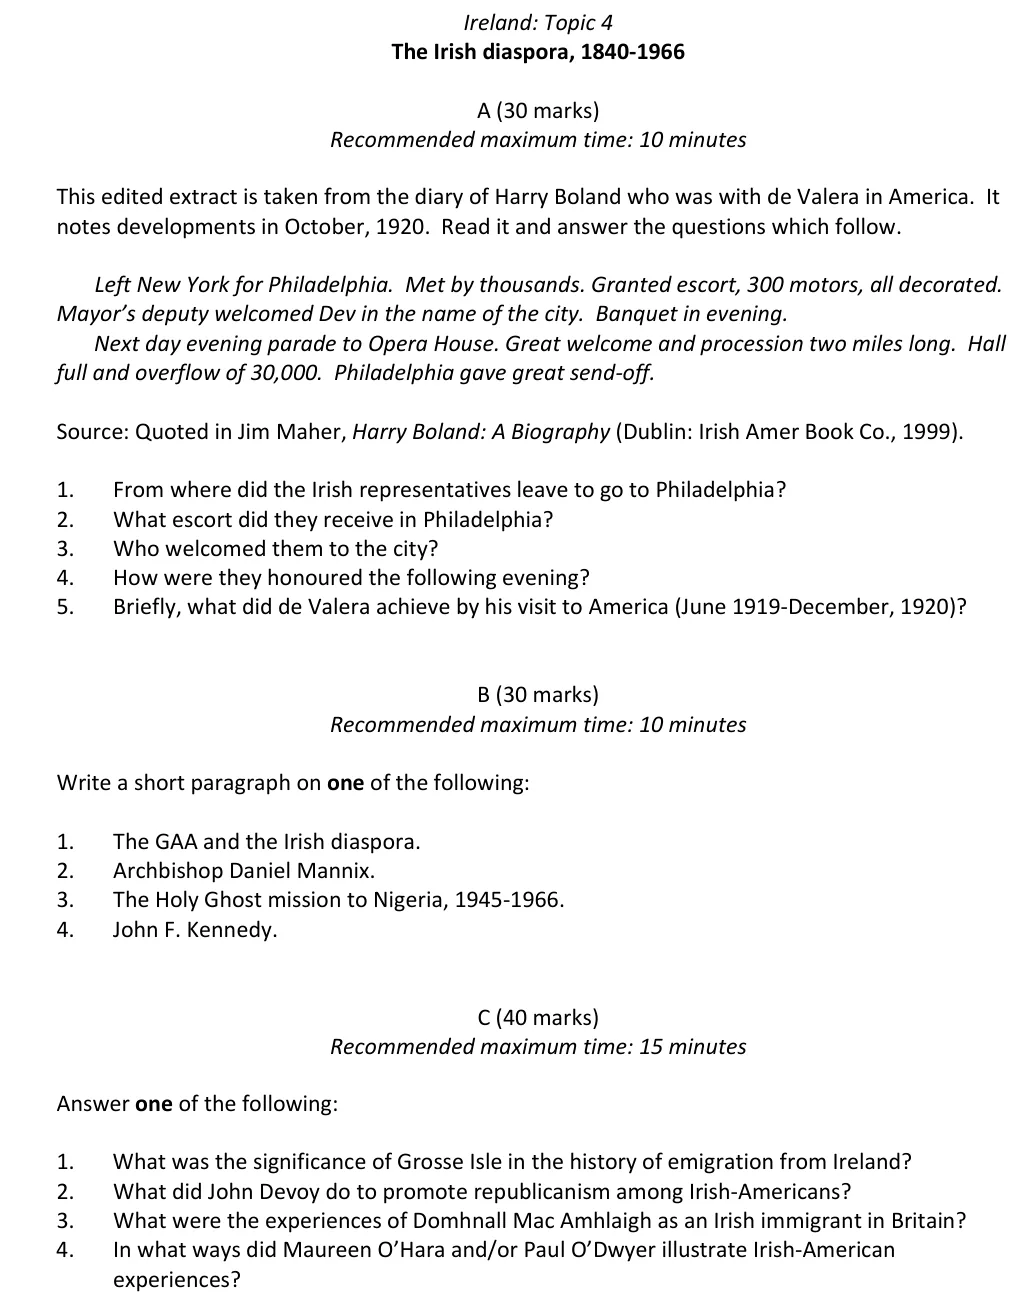 Ireland: Topic 4
The Irish diaspora, 1840-1966
A (30 marks)
Recommended maximum time: 10 minutes
This edited extract is taken from the diary of Harry Boland who was with de Valera in America.  It
notes developments in October, 1920.  Read it and answer the questions which follow.
Left New York for Philadelphia.  Met by thousands. Granted escort, 300 motors, all decorated.
Mayor’s deputy welcomed Dev in the name of the city.  Banquet in evening.
Next day evening parade to Opera House. Great welcome and procession two miles long.  Hall
full and overflow of 30,000.  Philadelphia gave great send-off.
Source: Quoted in Jim Maher, Harry Boland: A Biography (Dublin: Irish Amer Book Co., 1999).
1. From where did the Irish representatives leave to go to Philadelphia?
2. What escort did they receive in Philadelphia?
3. Who welcomed them to the city?
4. How were they honoured the following evening?
5. Briefly, what did de Valera achieve by his visit to America (June 1919-December, 1920)?
B (30 marks)
Recommended maximum time: 10 minutes
Write a short paragraph on one of the following:
1. The GAA and the Irish diaspora.
2. Archbishop Daniel Mannix.
3. The Holy Ghost mission to Nigeria, 1945-1966.
4. John F. Kennedy.
C (40 marks)
Recommended maximum time: 15 minutes
Answer one of the following:
1. What was the significance of Grosse Isle in the history of emigration from Ireland?
2. What did John Devoy do to promote republicanism among Irish-Americans?
3. What were the experiences of Domhnall Mac Amhlaigh as an Irish immigrant in Britain?
4. In what ways did Maureen O’Hara and/or Paul O’Dwyer illustrate Irish-American
experiences?